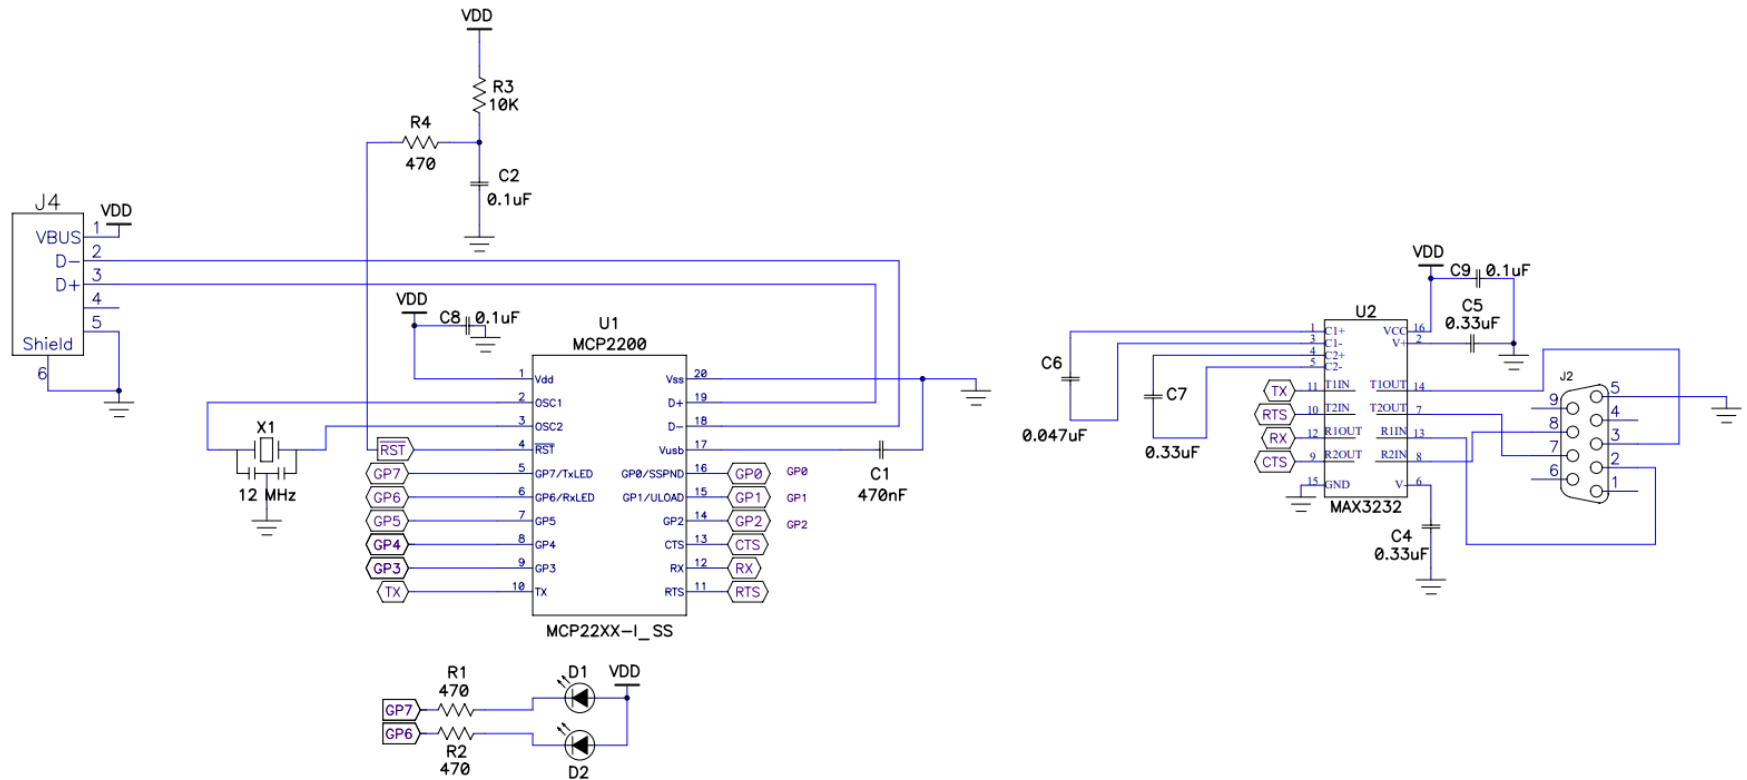 VDD
R3
10K
R4
470
C2
0.1uF
J4
VDD
VBUS 1
D- 2
D+ 3
4
5
Shield
6
VDD
C8 0.1uF
U1
MCP2200
1 Vdd
2 OSC1
3 OSC2
4 RST
5 GP7/TxLED
6 GP6/RxLED
7 GP5
8 GP4
9 GP3
10 TX
Vss 20
D+ 19
D- 18
Vusb 17
GP0/SSPND 16
GP1/ULOAD 15
GP2 14
CTS 13
RX 12
RTS 11
MCP22XX-I_SS
X1
12 MHz
RST
GP7
GP6
GP5
GP4
GP3
TX
C1
470nF
GP0 GP0
GP1 GP1
GP2 GP2
CTS
RX
RTS
R1
470
GP7
GP6
R2
470
D1
VDD
D2
VDD
C9 0.1uF
C5
0.33uF
U2
1 C1+
3 C1-
4 C2+
5 C2-
11 T1IN
10 T2IN
12 R1OUT
9 R2OUT
15 GND
VCC 16
V+ 2
T1OUT 14
T2OUT 7
R1IN 13
R2IN 8
V- 6
MAX3232
C6
0.047uF
C7
0.33uF
TX
RTS
RX
CTS
C4
0.33uF
J2
5
9
4
8
3
7
2
6
1